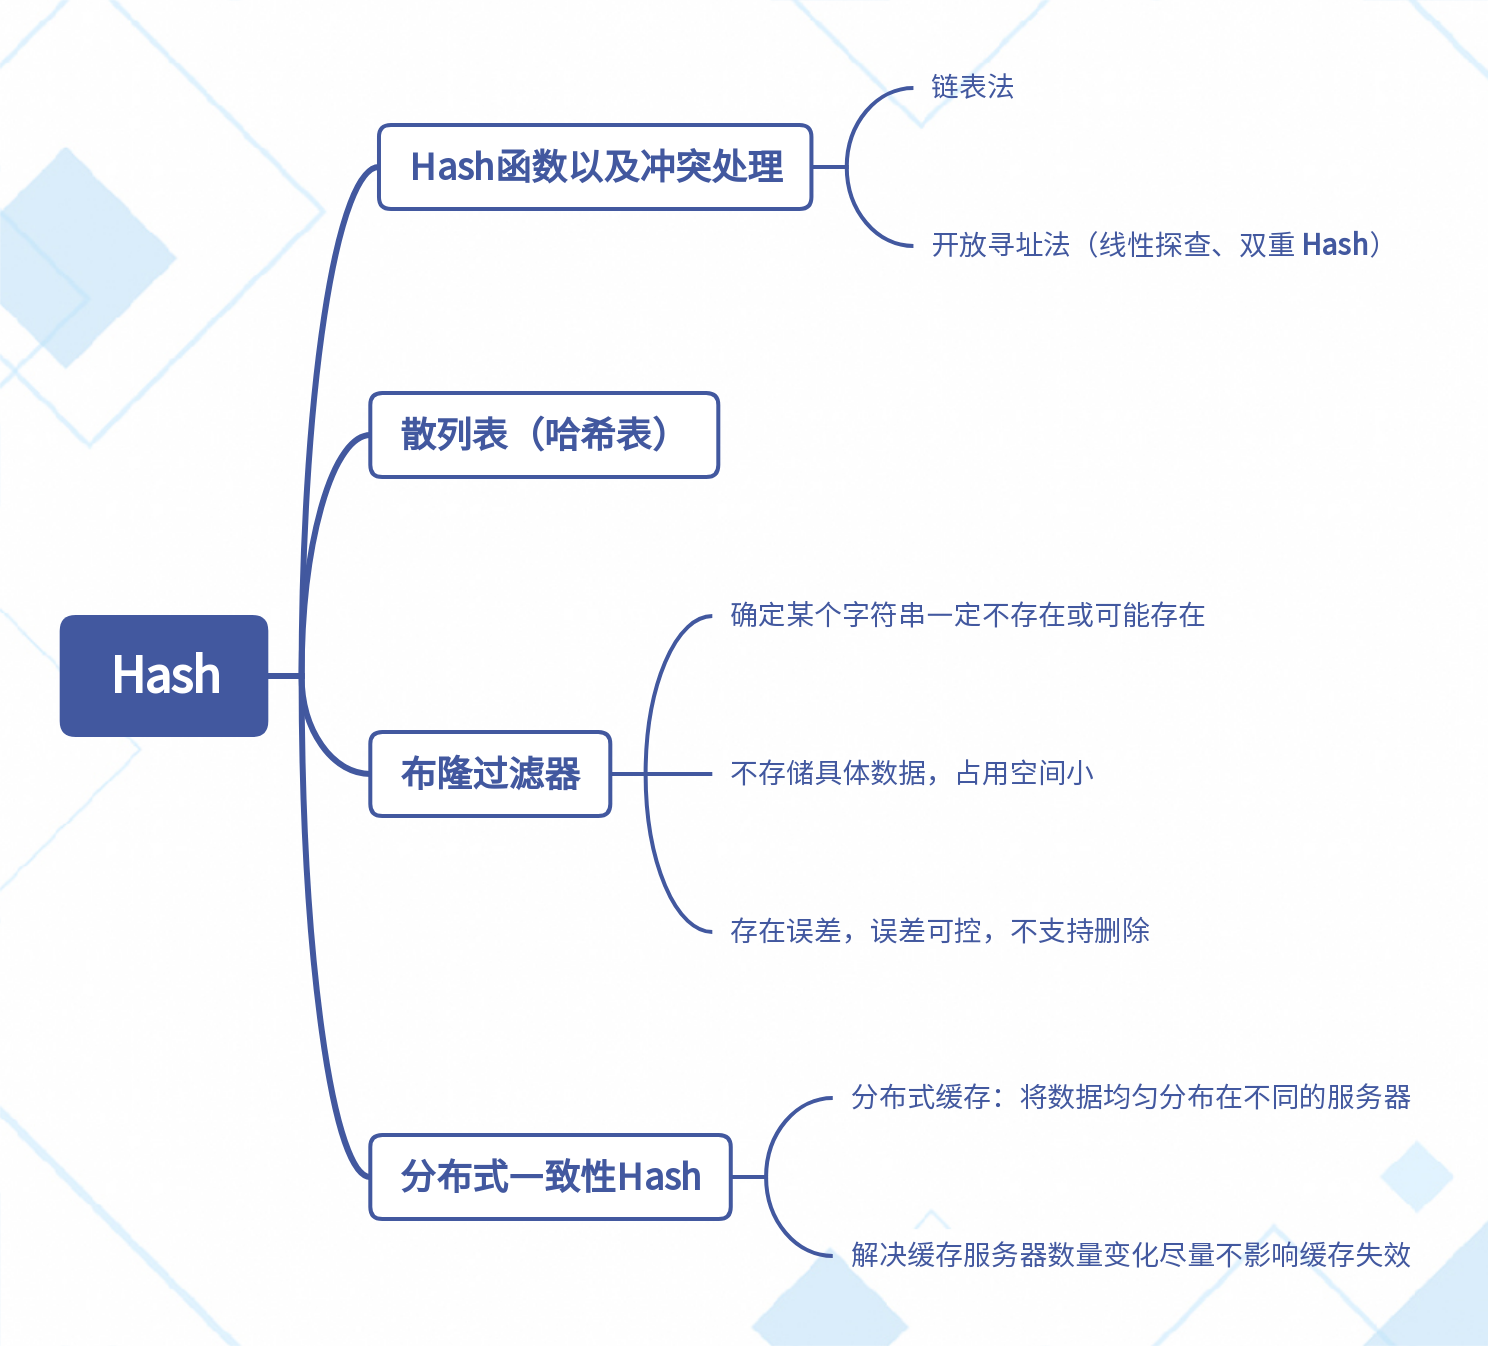 Hash
Hash函数以及冲突处理
链表法
开放寻址法（线性探查、双重 Hash）
散列表（哈希表）
布隆过滤器
确定某个字符串一定不存在或可能存在
不存储具体数据，占用空间小
存在误差，误差可控，不支持删除
分布式一致性Hash
分布式缓存：将数据均匀分布在不同的服务器
解决缓存服务器数量变化尽量不影响缓存失效